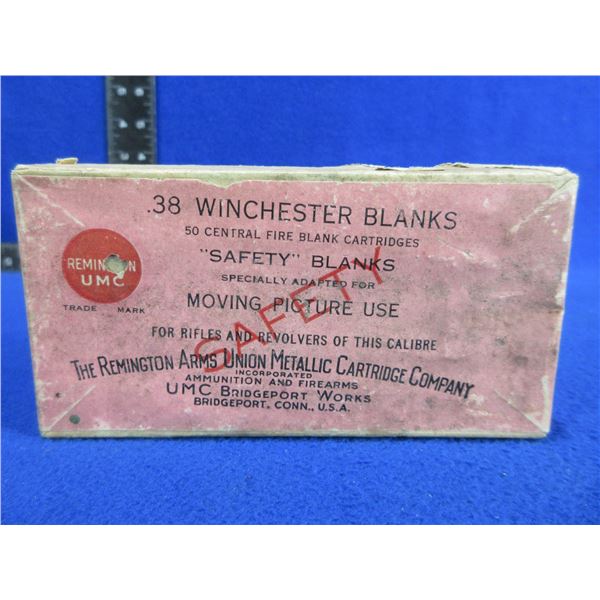 .38 WINCHESTER BLANKS
50 CENTRAL FIRE BLANK CARTRIDGES
"SAFETY" BLANKS
SPECIALLY ADAPTED FOR
MOVING PICTURE USE
FOR RIFLES AND REVOLVERS OF THIS CALIBRE
THE REMINGTON ARMS UNION METALLIC CARTRIDGE COMPANY
INCORPORATED
AMMUNITION AND FIREARMS
UMC BRIDGEPORT WORKS
BRIDGEPORT, CONN., U.S.A.
REMINGTON
UMC
TRADE MARK
SAFETY